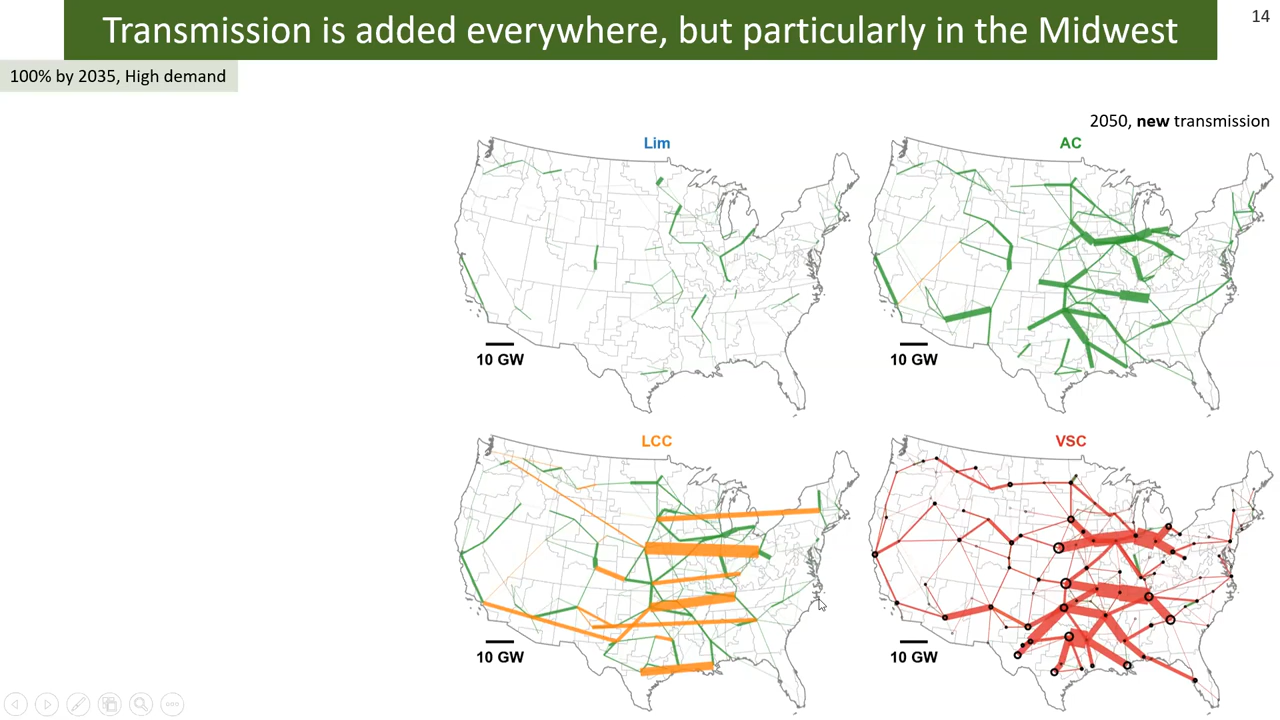 Transmission is added everywhere, but particularly in the Midwest
14
100% by 2035, High demand
2050, new transmission
Lim
AC
10 GW
10 GW
LCC
VSC
10 GW
10 GW